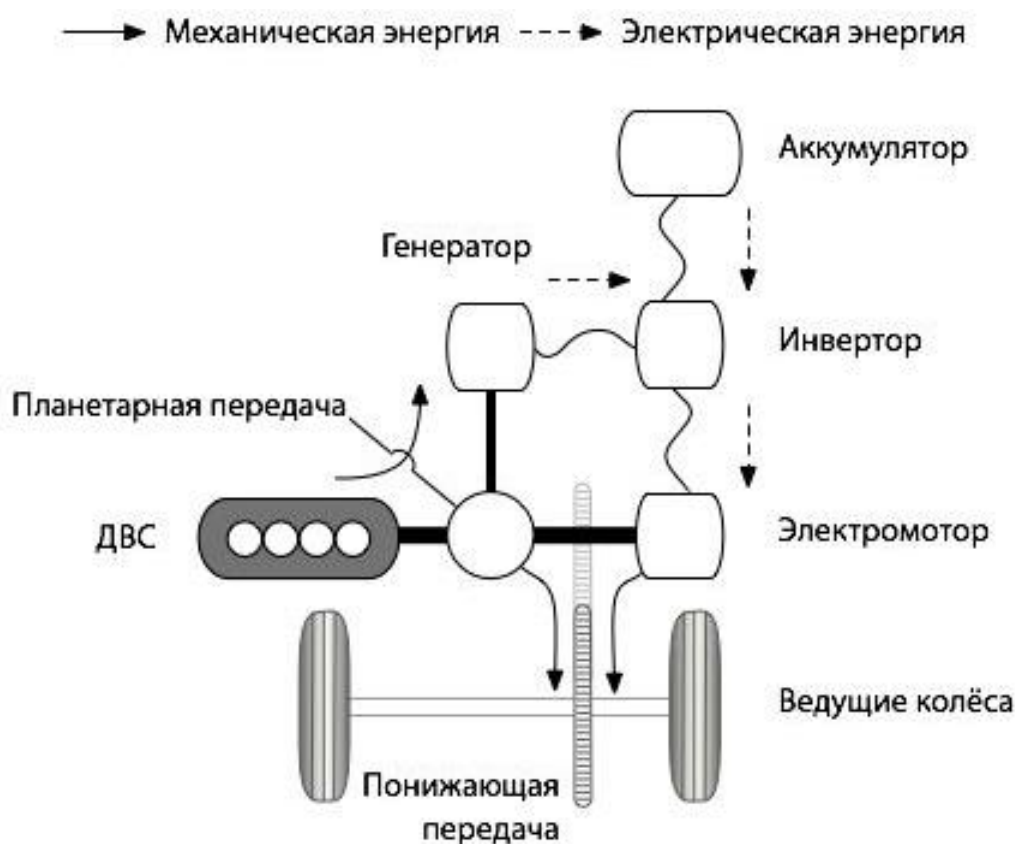 Механическая энергия Электрическая энергия
Аккумулятор
Генератор
Инвертор
Планетарная передача
ДВС
Электромотор
Ведущие колёса
Понижающая
передача